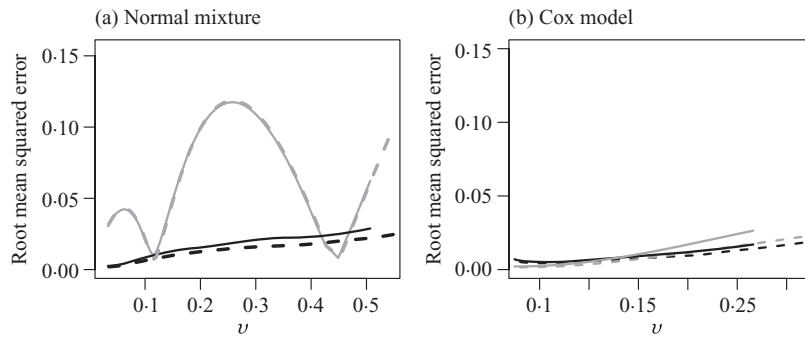 (a) Normal mixture
Root mean squared error
0·15
0·10
0·05
0·00
0·1 0·2 0·3 0·4 0·5
υ
(b) Cox model
Root mean squared error
0·15
0·10
0·05
0·00
0·1 0·15 0·25
υ